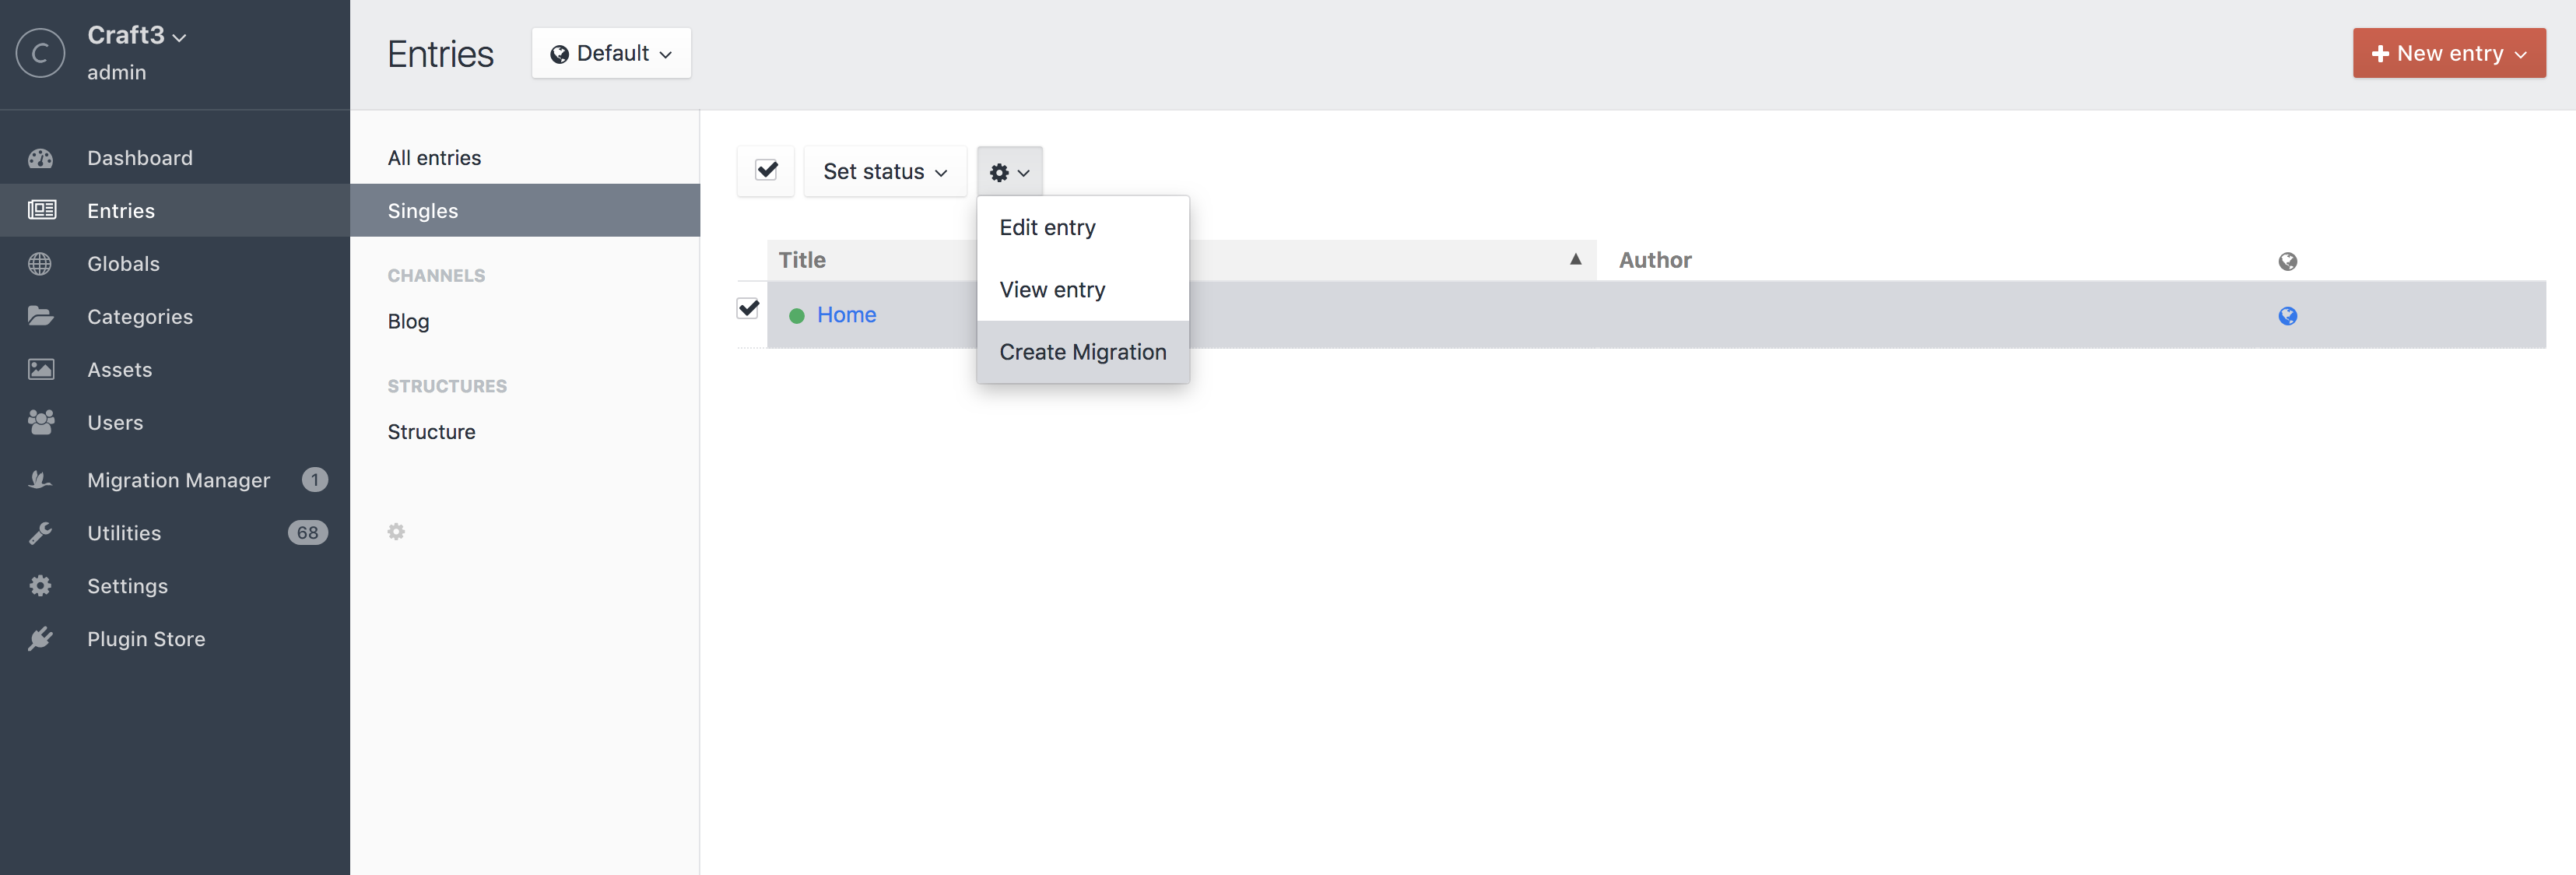 C
Craft3
admin
Dashboard
Entries
Globals
Categories
Assets
Users
Migration Manager 1
Utilities 68
Settings
Plugin Store
Entries
Default
New entry
All entries
Singles
CHANNELS
Blog
STRUCTURES
Structure
Set status
Edit entry
View entry
Create Migration
Title
Author
Home